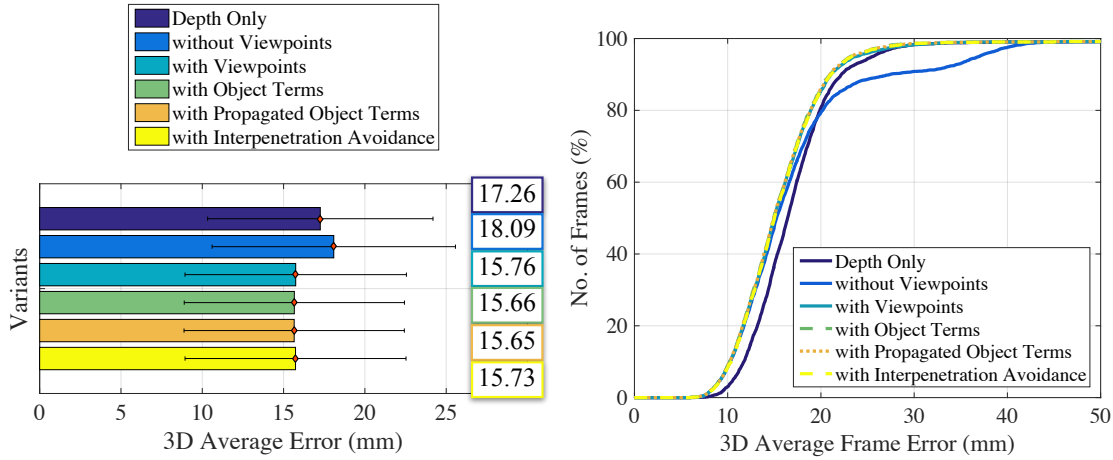 Depth Only
without Viewpoints
with Viewpoints
with Object Terms
with Propagated Object Terms
with Interpenetration Avoidance
17.26
18.09
15.76
15.66
15.65
15.73
Variants
0 5 10 15 20 25
3D Average Error (mm)
100
80
60
40
20
0
No. of Frames (%)
Depth Only
without Viewpoints
with Viewpoints
with Object Terms
with Propagated Object Terms
with Interpenetration Avoidance
0 10 20 30 40 50
3D Average Frame Error (mm)